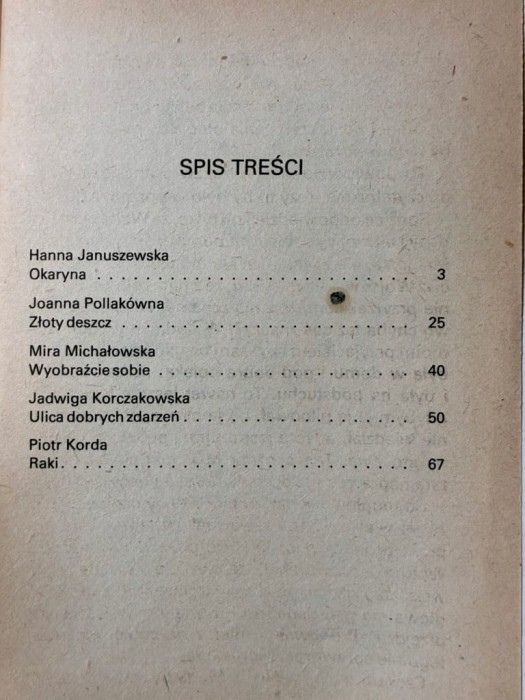 SPIS TREŚCI
Hanna Januszewska
Okaryna . . . . . . . . . . . . . . . . . . . . . . . . 3
Joanna Pollakówna
Złoty deszcz . . . . . . . . . . . . . . . . . . . . . . 25
Mira Michałowska
Wyobraźcie sobie . . . . . . . . . . . . . . . . . . . 40
Jadwiga Korczakowska
Ulica dobrych zdarzeń . . . . . . . . . . . . . . . . . 50
Piotr Korda
Raki . . . . . . . . . . . . . . . . . . . . . . . . . . 67